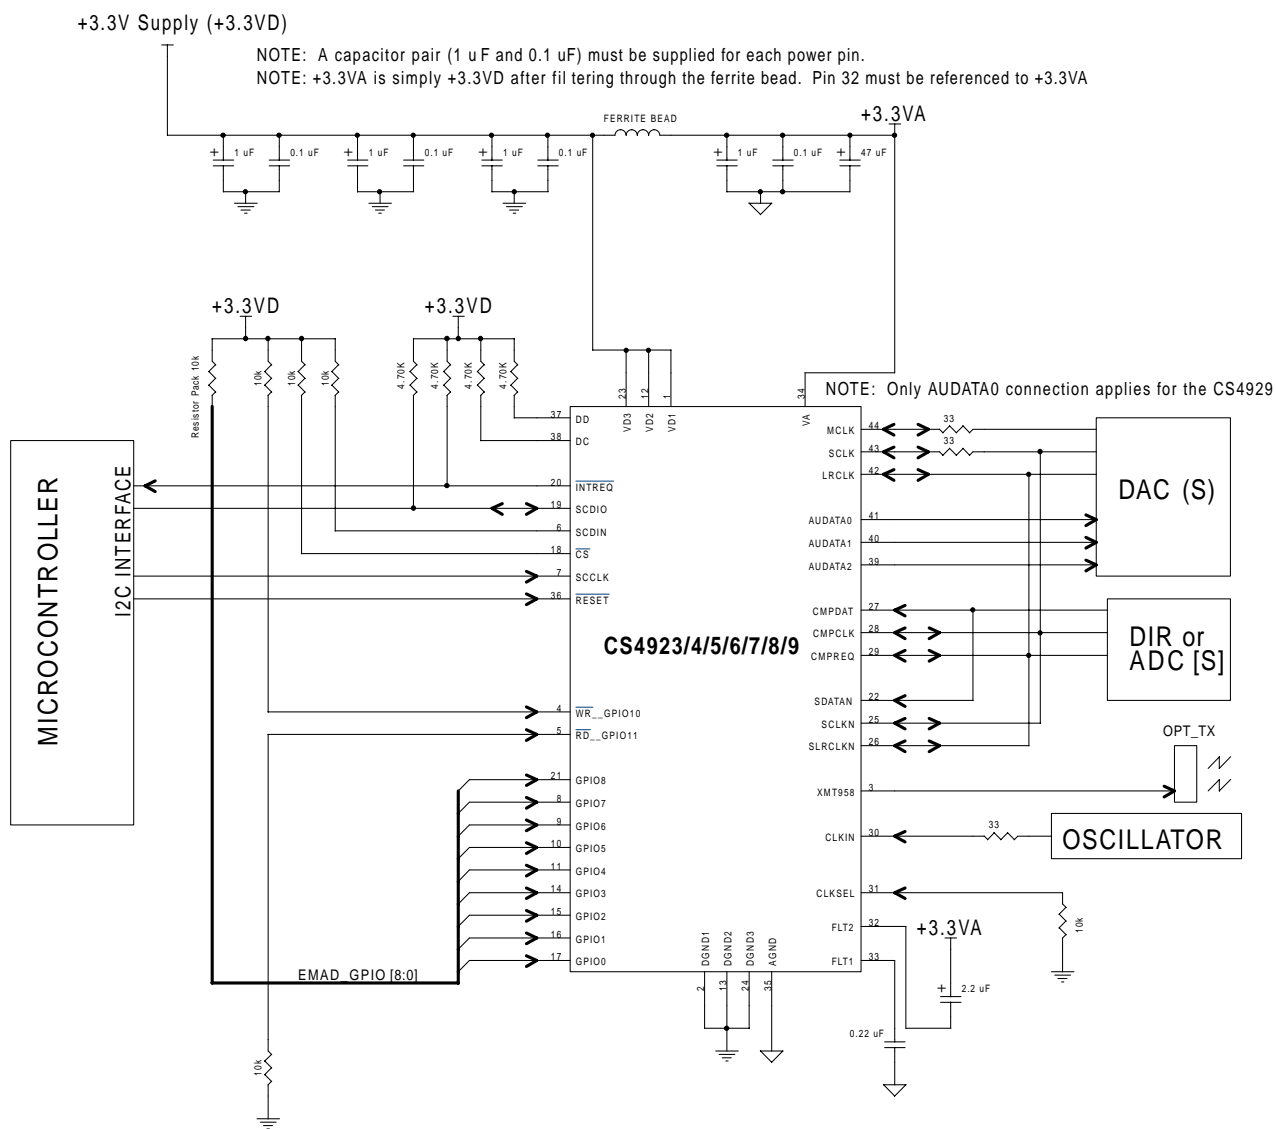 +3.3V Supply (+3.3VD)
NOTE: A capacitor pair (1 uF and 0.1 uF) must be supplied for each power pin.
NOTE: +3.3VA is simply +3.3VD after fil tering through the ferrite bead. Pin 32 must be referenced to +3.3VA
FERRITE BEAD
+3.3VA
+ 1 uF
0.1 uF
+ 1 uF
0.1 uF
+ 1 uF
0.1 uF
+ 1 uF
0.1 uF
+ 47 uF
+3.3VD
+3.3VD
Resistor Pack 10k
10k
10k
10k
4.70K
4.70K
4.70K
4.70K
23
12
1
34
VD3
VD2
VD1
VA
NOTE: Only AUDATA0 connection applies for the CS4929
MICROCONTROLLER
I2C INTERFACE
37 DD
38 DC
20 INTREQ
19 SCDIO
6 SCDIN
18 CS
7 SCCLK
36 RESET
CS4923/4/5/6/7/8/9
4 WR__GPIO10
5 RD__GPIO11
21 GPIO8
8 GPIO7
9 GPIO6
10 GPIO5
11 GPIO4
14 GPIO3
15 GPIO2
16 GPIO1
17 GPIO0
EMAD_GPIO [8:0]
10k
MCLK 44 33
SCLK 43 33
LRCLK 42
AUDATA0 41
AUDATA1 40
AUDATA2 39
DAC (S)
CMPDAT 27
CMPCLK 28
CMPREQ 29
DIR or
ADC [S]
SDATAN 22
SCLKN 25
SLRCLKN 26
OPT_TX
XMT958 3
CLKIN 30 33
OSCILLATOR
CLKSEL 31
10k
FLT2 32
+3.3VA
FLT1 33
+ 2.2 uF
0.22 uF
DGND1
DGND2
DGND3
AGND
2
13
24
35